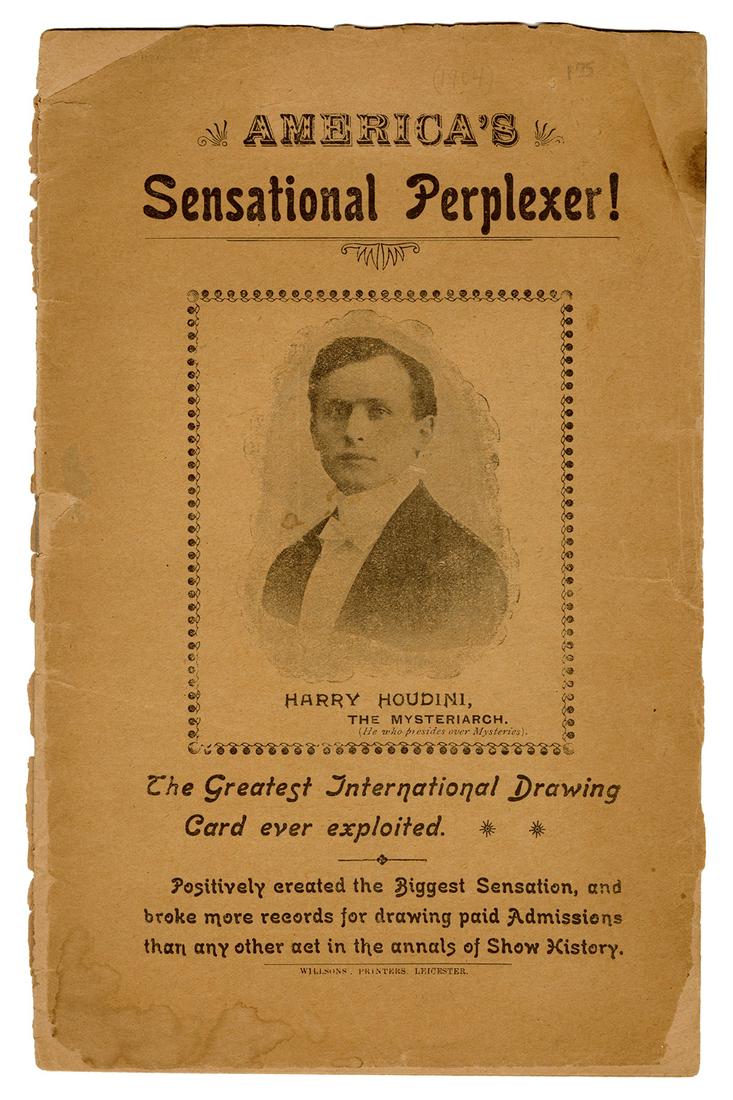 (1904)
AMERICA'S
Sensational Perplexer!
HARRY HOUDINI,
THE MYSTERIARCH.
(He who presides over Mysteries).
The Greatest International Drawing
Card ever exploited.
Positively created the Biggest Sensation, and
broke more records for drawing paid Admissions
than any other act in the annals of Show History.
WILLSONS, PRINTERS, LEICESTER.